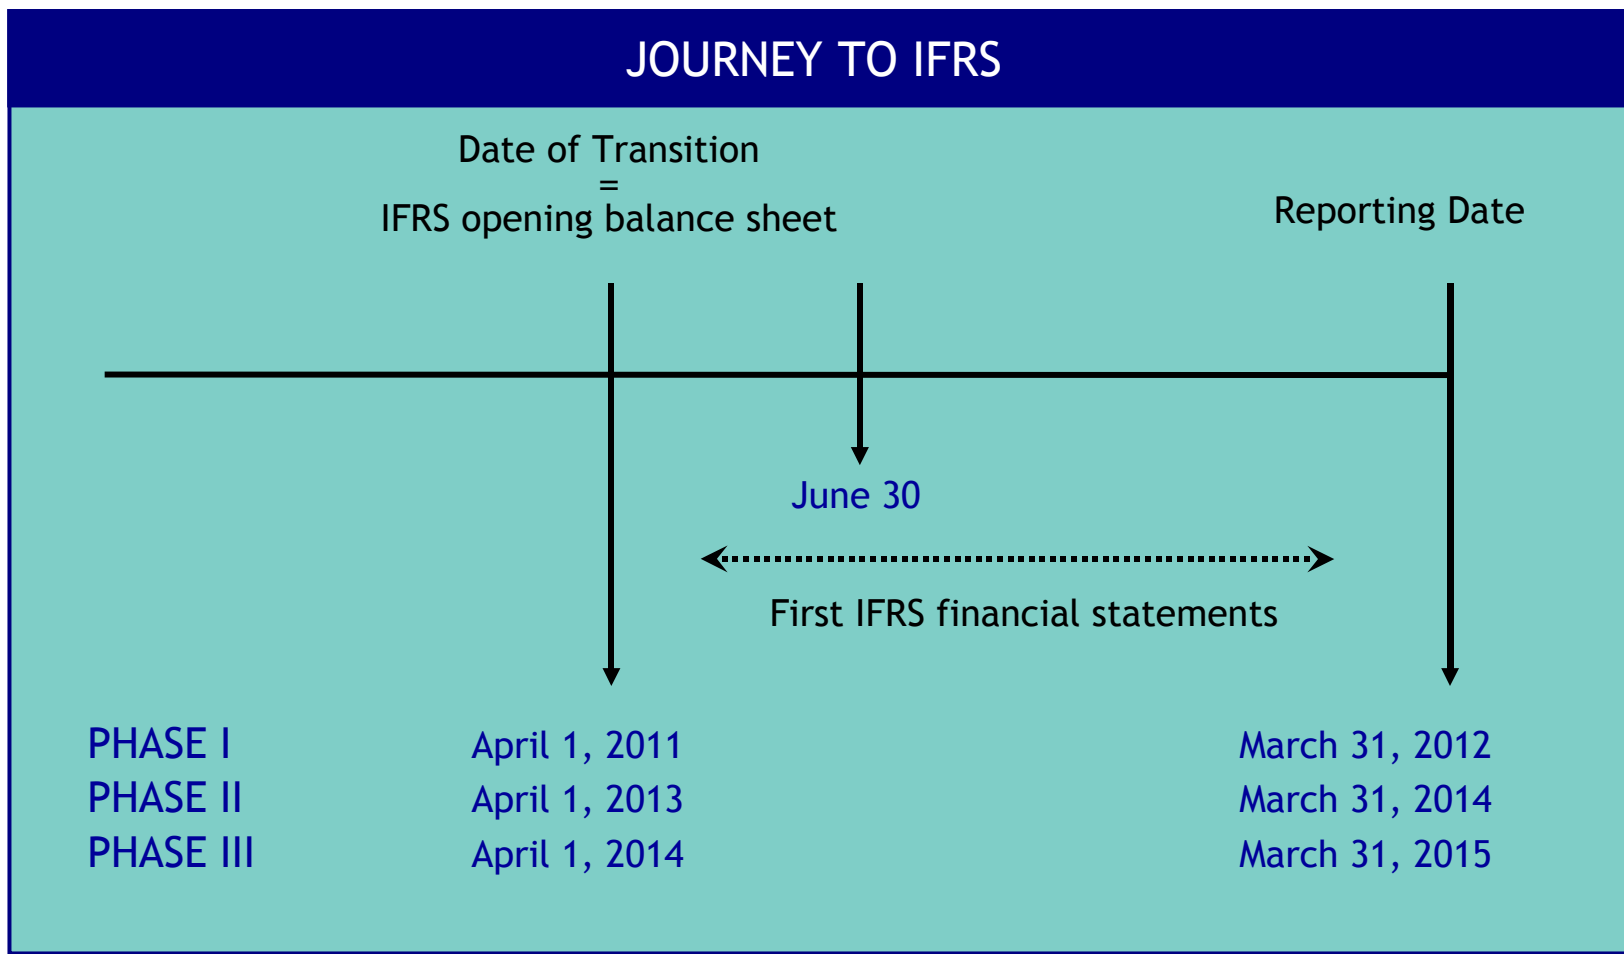 JOURNEY TO IFRS
Date of Transition
=
IFRS opening balance sheet
Reporting Date
June 30
First IFRS financial statements
PHASE I April 1, 2011 March 31, 2012
PHASE II April 1, 2013 March 31, 2014
PHASE III April 1, 2014 March 31, 2015